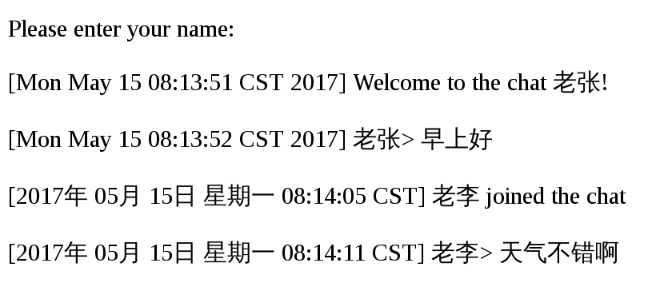 Please enter your name:
[Mon May 15 08:13:51 CST 2017] Welcome to the chat 老张!
[Mon May 15 08:13:52 CST 2017] 老张> 早上好
[2017年 05月 15日 星期一 08:14:05 CST] 老李 joined the chat
[2017年 05月 15日 星期一 08:14:11 CST] 老李> 天气不错啊